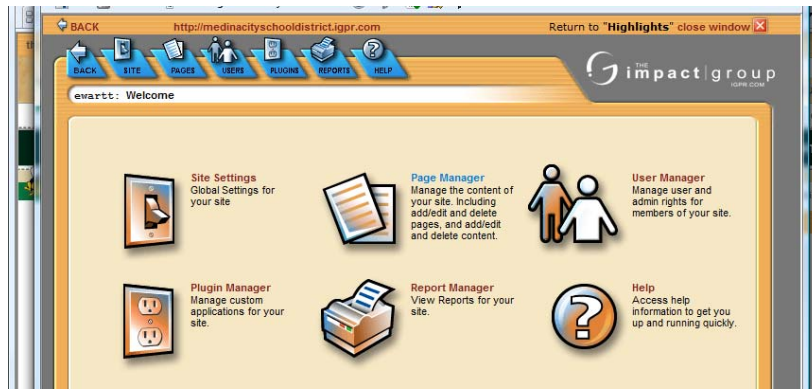 BACK
http://medinacityschooldistrict.igpr.com
Return to "Highlights" close window
BACK
SITE
PAGES
USERS
PLUGINS
REPORTS
HELP
THE
impact|group
IGPR.COM
ewartt: Welcome
Site Settings
Global Settings for
your site
Page Manager
Manage the content of
your site. Including
add/edit and delete
pages, and add/edit
and delete content.
User Manager
Manage user and
admin rights for
members of your site.
Plugin Manager
Manage custom
applications for your
site.
Report Manager
View Reports for your
site.
Help
Access help
information to get you
up and running quickly.